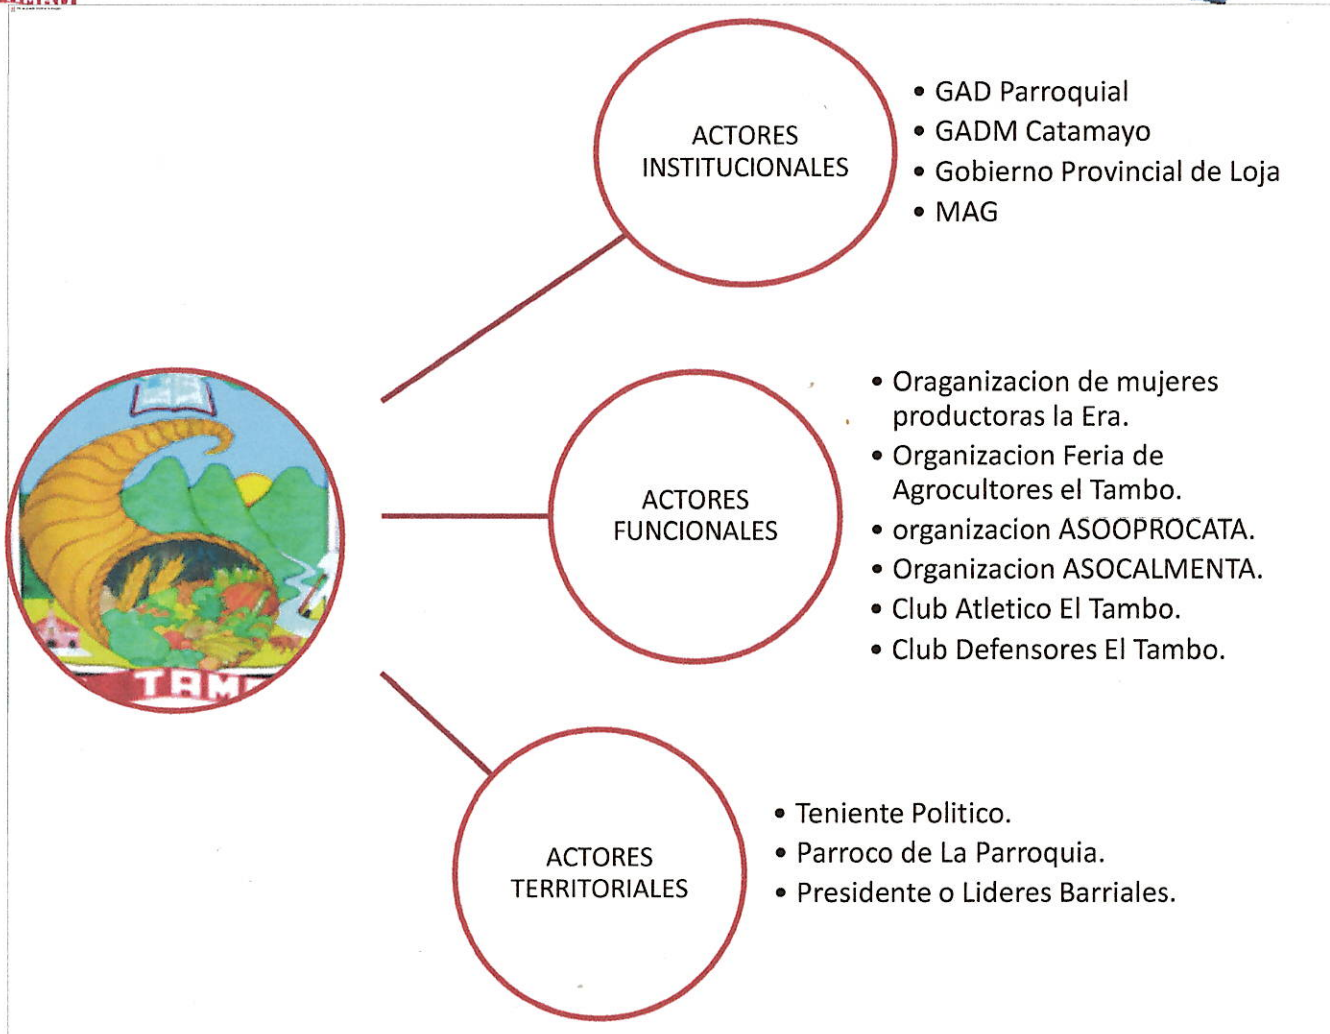 ACTORES
INSTITUCIONALES
• GAD Parroquial
• GADM Catamayo
• Gobierno Provincial de Loja
• MAG
ACTORES
FUNCIONALES
• Oraganizacion de mujeres
productoras la Era.
• Organizacion Feria de
Agrocultores el Tambo.
• organizacion ASOOPROCATA.
• Organizacion ASOCALMENTA.
• Club Atletico El Tambo.
• Club Defensores El Tambo.
TAM
ACTORES
TERRITORIALES
• Teniente Politico.
• Parroco de La Parroquia.
• Presidente o Lideres Barriales.